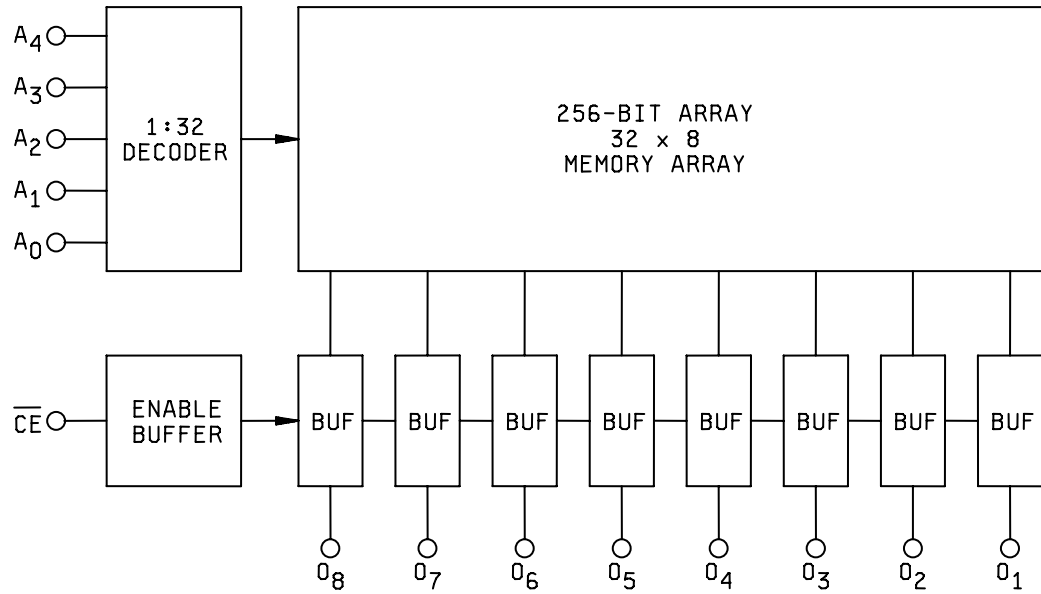 A4
A3
A2
A1
A0
1:32
DECODER
256-BIT ARRAY
32 x 8
MEMORY ARRAY
C̅E̅
ENABLE
BUFFER
BUF BUF BUF BUF BUF BUF BUF BUF
O8 O7 O6 O5 O4 O3 O2 O1